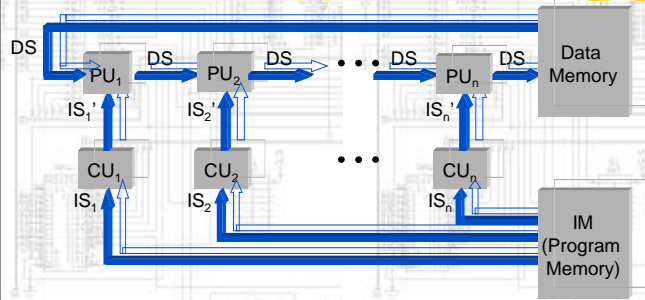 DS
PU₁
DS
PU₂
DS
• • •
DS
PUₙ
DS
Data
Memory
IS₁’
IS₂’
ISₙ’
CU₁
CU₂
• • •
CUₙ
IS₁
IS₂
ISₙ
IM
(Program
Memory)